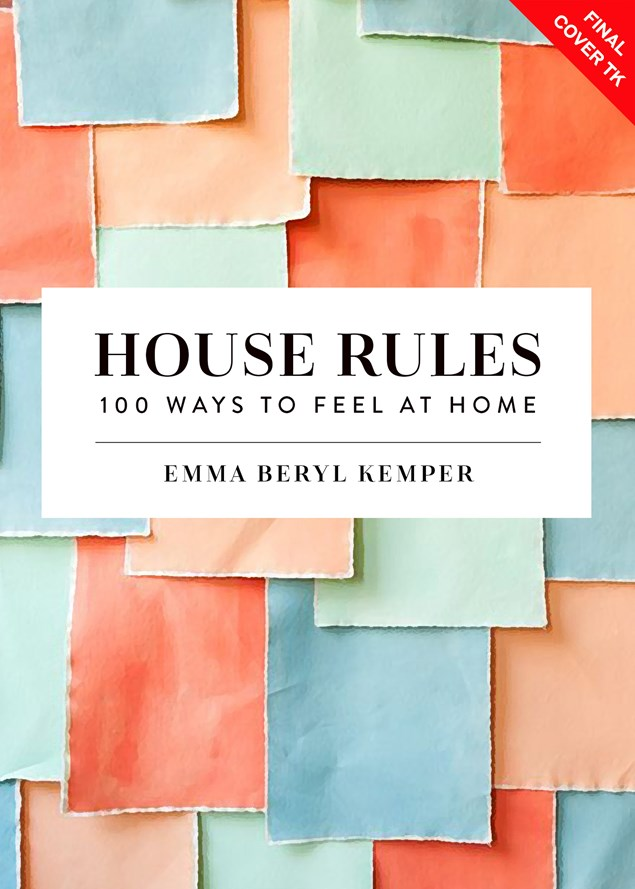 FINAL
COVER TK
HOUSE RULES
100 WAYS TO FEEL AT HOME
EMMA BERYL KEMPER